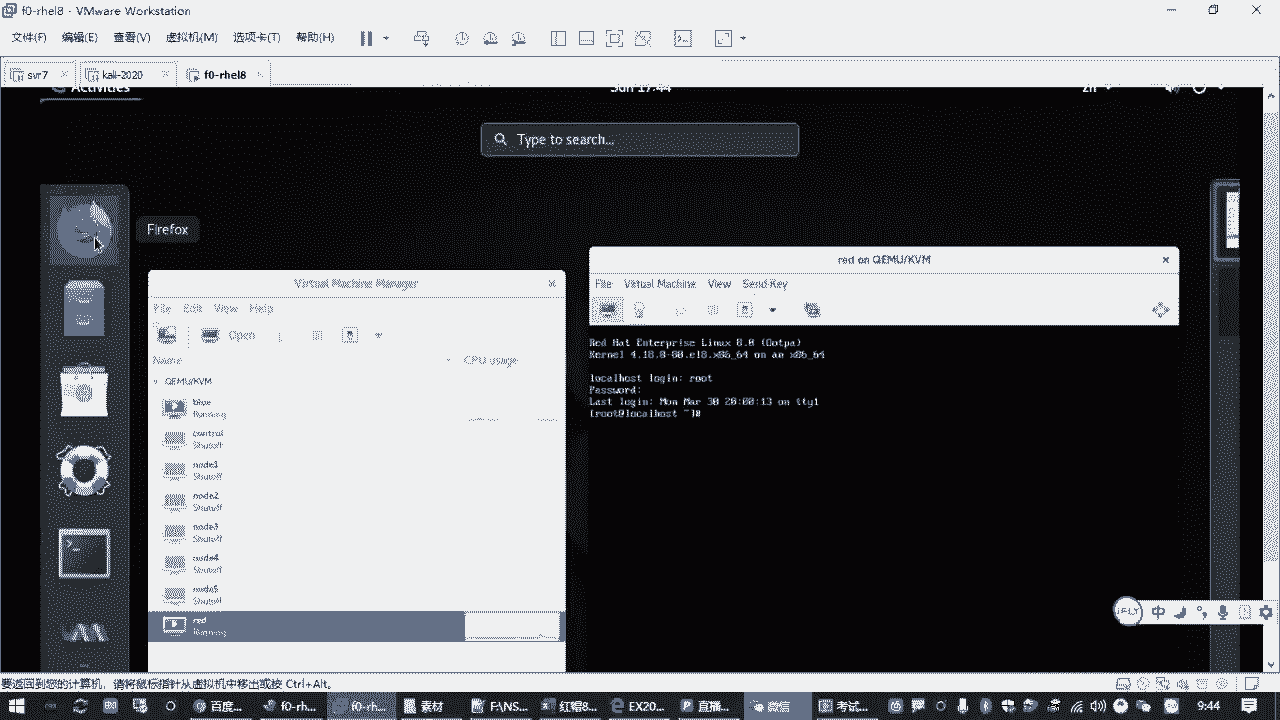 f0-rhel8 - VMware Workstation
文件(F) 编辑(E) 查看(V) 虚拟机(M) 选项卡(T) 帮助(H)
svr7 kali-2020 f0-rhel8
Activities
Sun 17:44
zh
Type to search...
Firefox
Virtual Machine Manager
File Edit View Help
Open
Name CPU usage
QEMU/KVM
blue
Running
control
Shutoff
node1
Shutoff
node2
Shutoff
node3
Shutoff
node4
Shutoff
node5
Shutoff
red
Running
red on QEMU/KVM
File Virtual Machine View Send Key
Red Hat Enterprise Linux 8.0 (Ootpa)
Kernel 4.18.0-80.el8.x86_64 on an x86_64
localhost login: root
Password:
Last login: Mon Mar 30 20:00:13 on tty1
[root@localhost ~]#
中
要返回到您的计算机，请将鼠标指针从虚拟机中移出或按 Ctrl+Alt。
百度... f0-rh... f0-rh... 素材 F:\NS... 红帽8... EX20... 直播... 微信 考试... 9:44